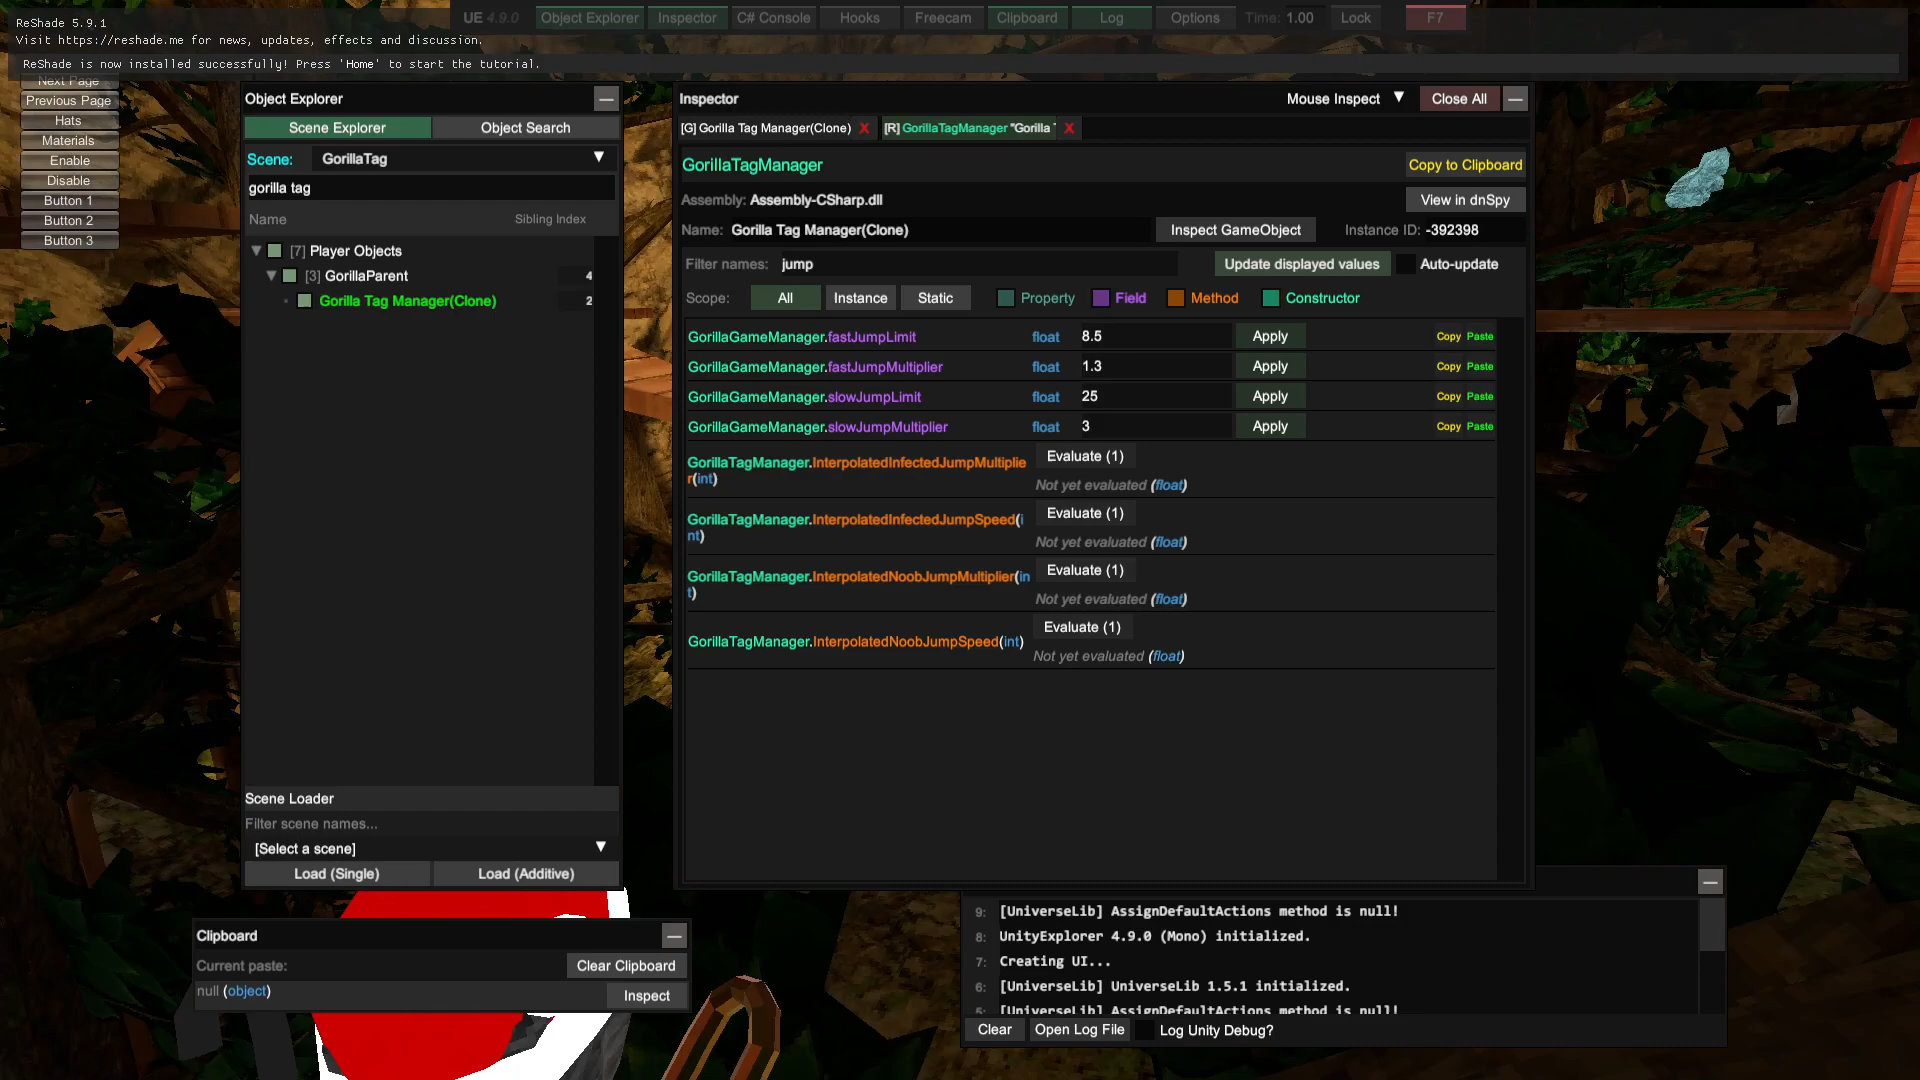 ReShade 5.9.1
Visit https://reshade.me for news, updates, effects and discussion.
ReShade is now installed successfully! Press 'Home' to start the tutorial.
UE 4.9.0 Object Explorer Inspector C# Console Hooks Freecam Clipboard Log Options Time: 1.00 Lock F7
Next Page
Previous Page
Hats
Materials
Enable
Disable
Button 1
Button 2
Button 3
Object Explorer —
Scene Explorer Object Search
Scene: GorillaTag ▼
gorilla tag
Name Sibling Index
▼ [7] Player Objects
▼ [3] GorillaParent 4
Gorilla Tag Manager(Clone) 2
Scene Loader
Filter scene names...
[Select a scene] ▼
Load (Single) Load (Additive)
Inspector Mouse Inspect ▼ Close All —
[G] Gorilla Tag Manager(Clone) X [R] GorillaTagManager "Gorilla T X
GorillaTagManager Copy to Clipboard
Assembly: Assembly-CSharp.dll View in dnSpy
Name: Gorilla Tag Manager(Clone) Inspect GameObject Instance ID: -392398
Filter names: jump Update displayed values Auto-update
Scope: All Instance Static Property Field Method Constructor
GorillaGameManager.fastJumpLimit float 8.5 Apply Copy Paste
GorillaGameManager.fastJumpMultiplier float 1.3 Apply Copy Paste
GorillaGameManager.slowJumpLimit float 25 Apply Copy Paste
GorillaGameManager.slowJumpMultiplier float 3 Apply Copy Paste
GorillaTagManager.InterpolatedInfectedJumpMultiplie
r(int)
Evaluate (1)
Not yet evaluated (float)
GorillaTagManager.InterpolatedInfectedJumpSpeed(i
nt)
Evaluate (1)
Not yet evaluated (float)
GorillaTagManager.InterpolatedNoobJumpMultiplier(in
t)
Evaluate (1)
Not yet evaluated (float)
GorillaTagManager.InterpolatedNoobJumpSpeed(int)
Evaluate (1)
Not yet evaluated (float)
Clipboard —
Current paste: Clear Clipboard
null (object) Inspect
—
9: [UniverseLib] AssignDefaultActions method is null!
8: UnityExplorer 4.9.0 (Mono) initialized.
7: Creating UI...
6: [UniverseLib] UniverseLib 1.5.1 initialized.
5: [UniverseLib] AssignDefaultActions method is null!
Clear Open Log File Log Unity Debug?